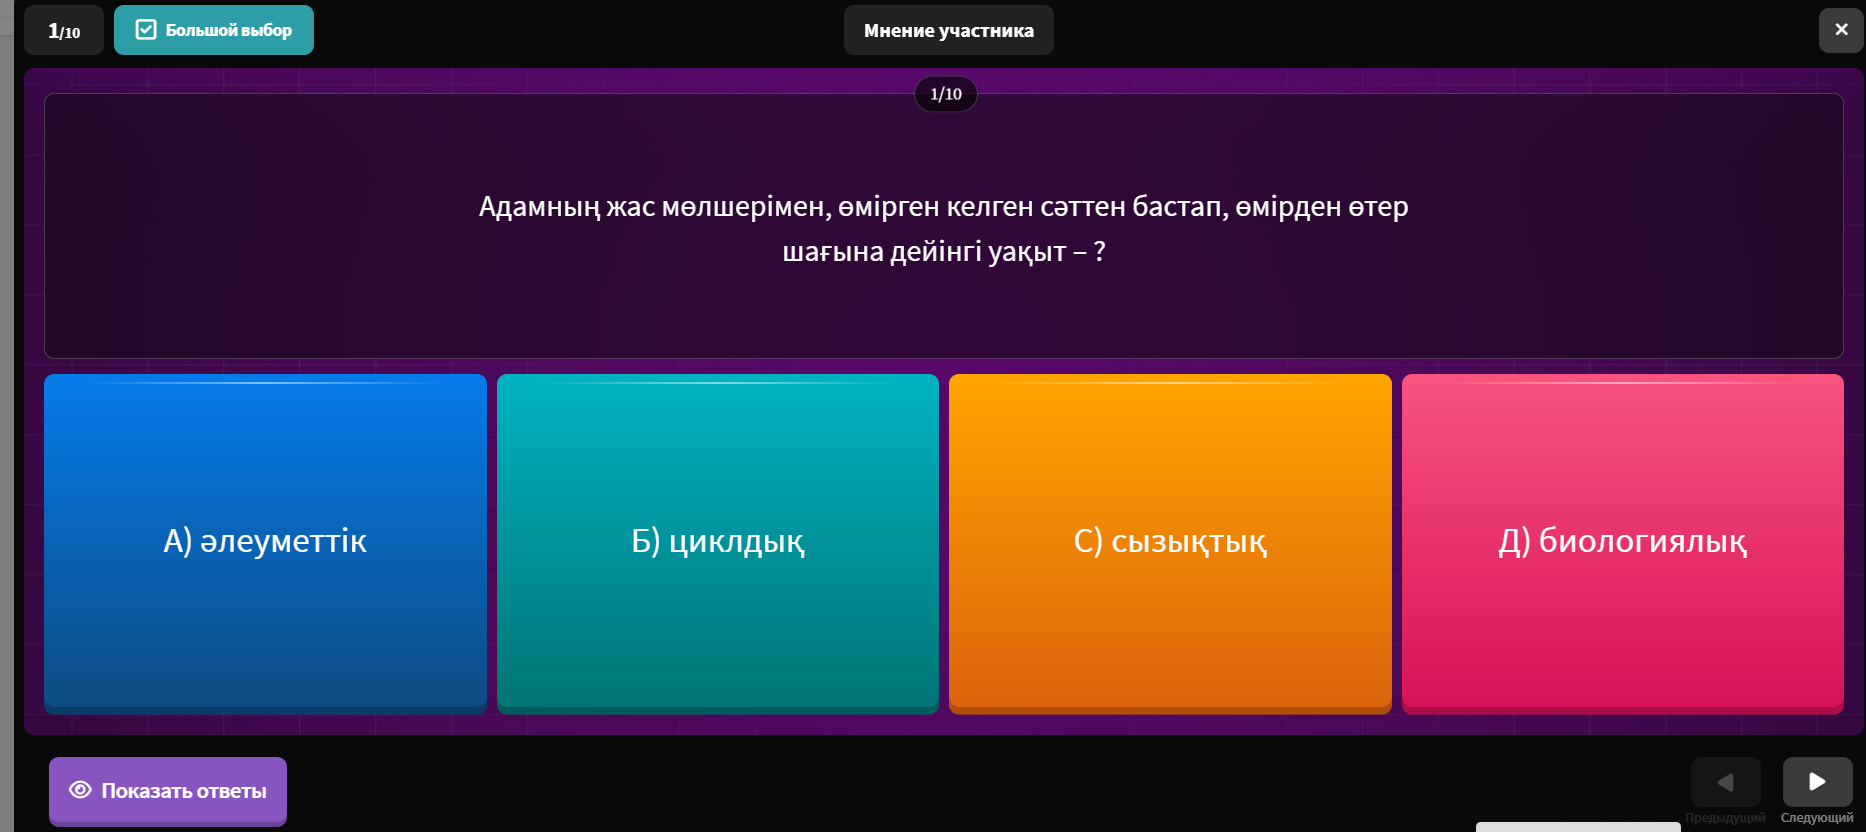 1/10
Большой выбор
Мнение участника
1/10
Адамның жас мөлшерімен, өмірген келген сәттен бастап, өмірден өтер
шағына дейінгі уақыт – ?
А) әлеуметтік
Б) циклдық
С) сызықтық
Д) биологиялық
Показать ответы
Предыдущий
Следующий